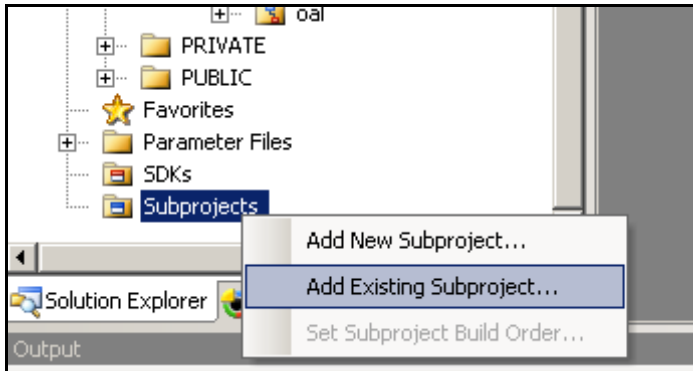 oal
PRIVATE
PUBLIC
Favorites
Parameter Files
SDKs
Subprojects
Add New Subproject...
Add Existing Subproject...
Set Subproject Build Order...
Solution Explorer
Output